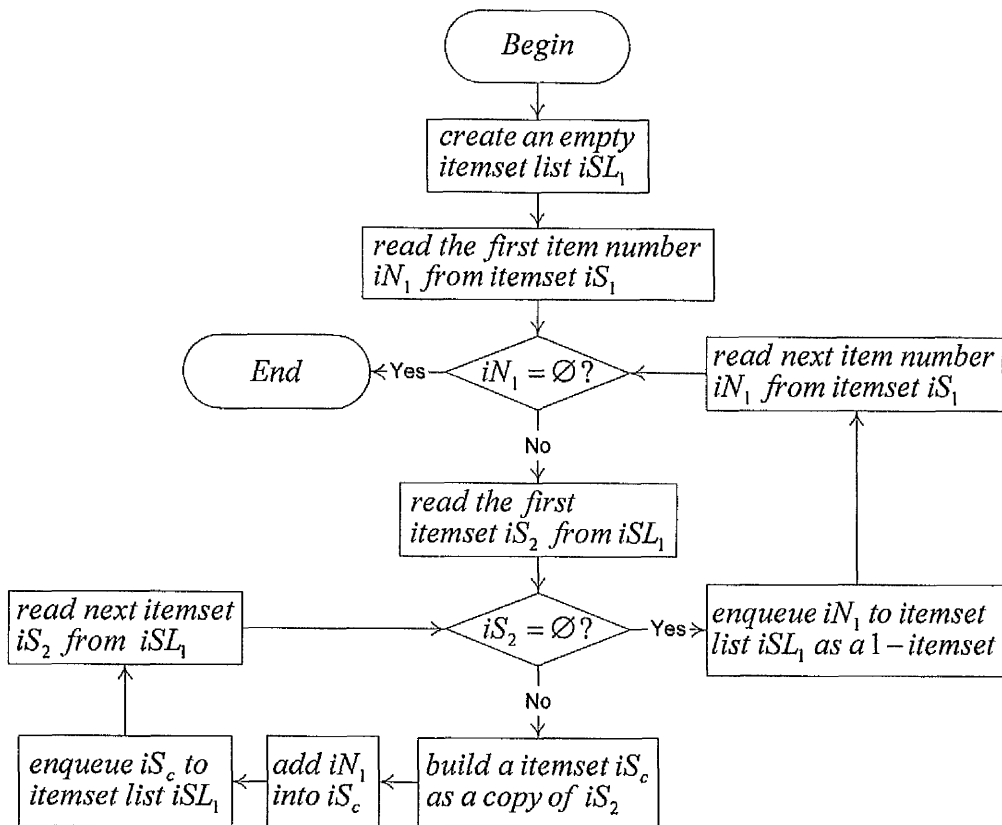 Begin
create an empty
itemset list iSL₁
read the first item number
iN₁ from itemset iS₁
End
Yes
iN₁ = ∅?
read next item number
iN₁ from itemset iS₁
No
read the first
itemset iS₂ from iSL₁
read next itemset
iS₂ from iSL₁
iS₂ = ∅?
Yes
enqueue iN₁ to itemset
list iSL₁ as a 1-itemset
No
enqueue iS_c to
itemset list iSL₁
add iN₁
into iS_c
build a itemset iS_c
as a copy of iS₂